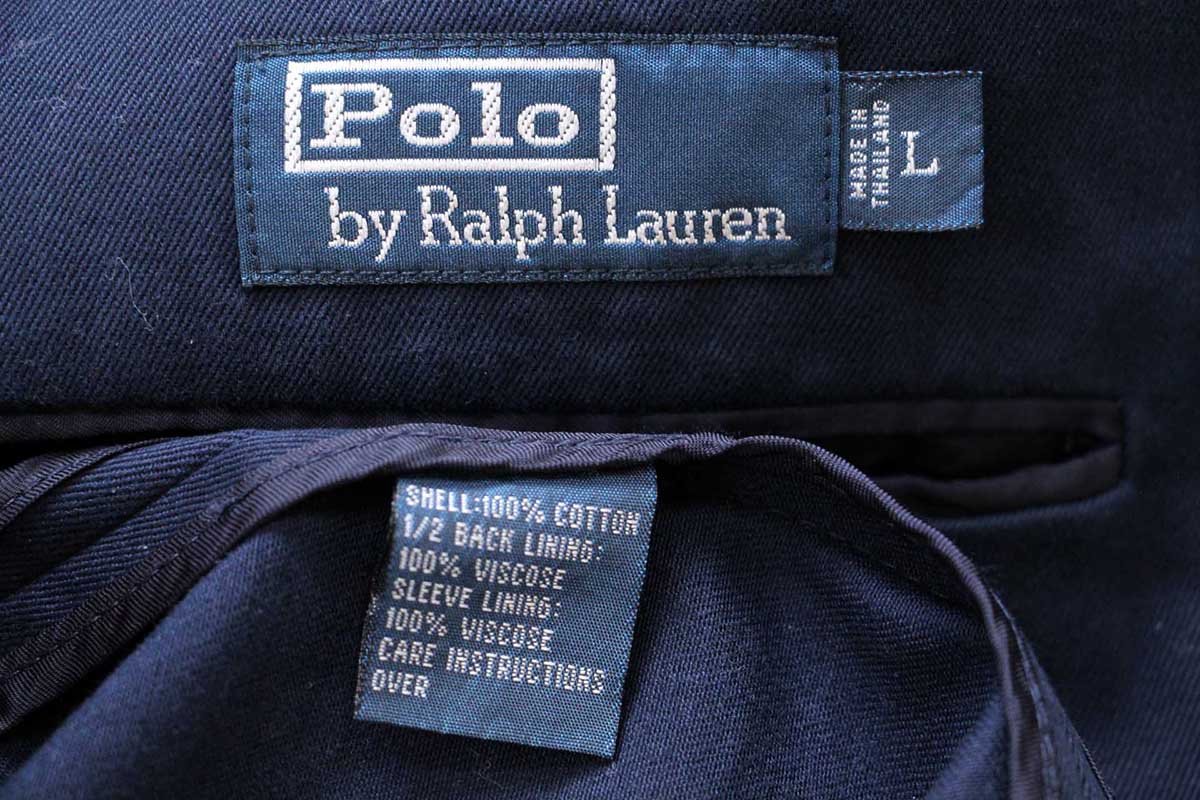 Polo
by Ralph Lauren
MADE IN
THAILAND
L
SHELL:100% COTTON
1/2 BACK LINING:
100% VISCOSE
SLEEVE LINING:
100% VISCOSE
CARE INSTRUCTIONS
OVER